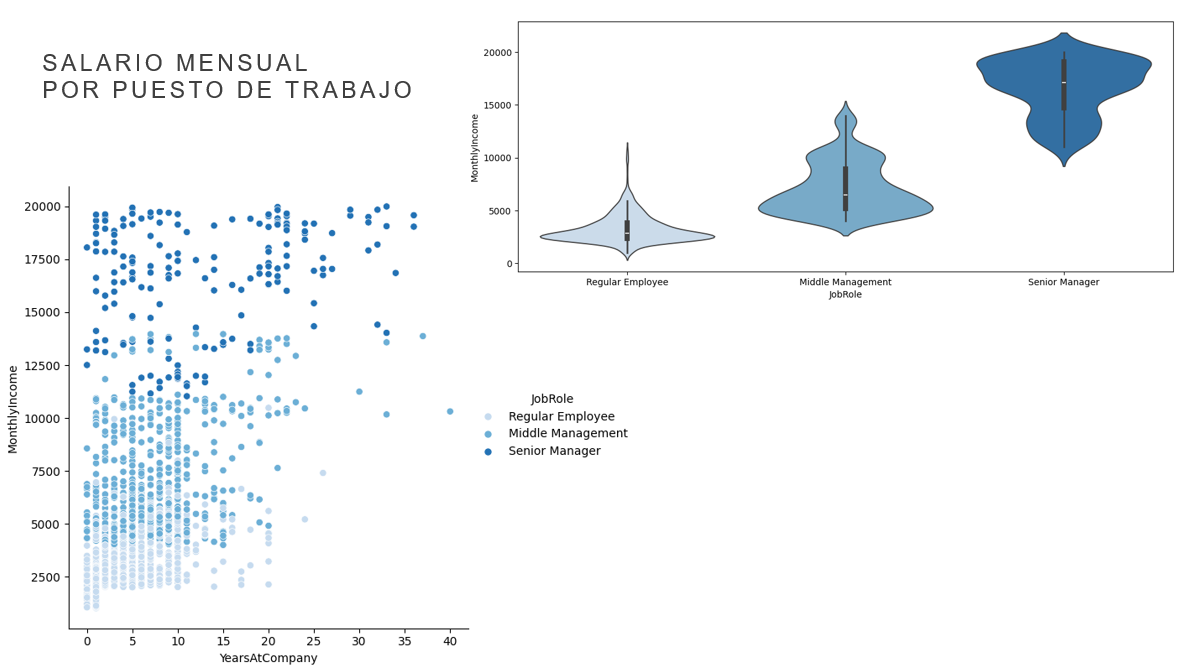 SALARIO MENSUAL
POR PUESTO DE TRABAJO
20000
15000
10000
5000
0
MonthlyIncome
Regular Employee
Middle Management
Senior Manager
JobRole
20000
17500
15000
12500
10000
7500
5000
2500
MonthlyIncome
0 5 10 15 20 25 30 35 40
YearsAtCompany
JobRole
Regular Employee
Middle Management
Senior Manager